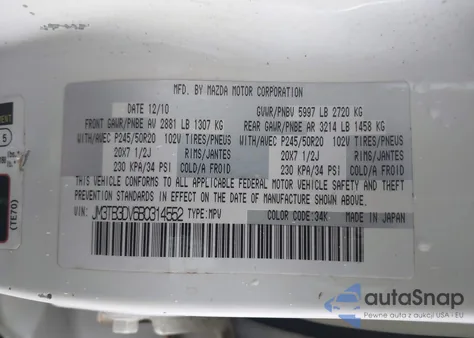 MFD. BY MAZDA MOTOR CORPORATION
DATE 12/10 GVWR/PNBV 5997 LB 2720 KG
FRONT GAWR/PNBE AV 2881 LB 1307 KG REAR GAWR/PNBE AR 3214 LB 1458 KG
WITH/AVEC P245/50R20 102V TIRES/PNEUS WITH/AVEC P245/50R20 102V TIRES/PNEUS
20X7 1/2J RIMS/JANTES 20X7 1/2J RIMS/JANTES
230 KPA/34 PSI COLD/A FROID 230 KPA/34 PSI COLD/A FROID
THIS VEHICLE CONFORMS TO ALL APPLICABLE FEDERAL MOTOR VEHICLE SAFETY AND THEFT
PREVENTION STANDARDS IN EFFECT ON THE DATE OF MANUFACTURE SHOWN ABOVE.
VIN: JM3TB3DV6B0314552 TYPE: MPV COLOR CODE: 34K MADE IN JAPAN
5
(TE70)
autoSnap
Pewne auto z USA - EU